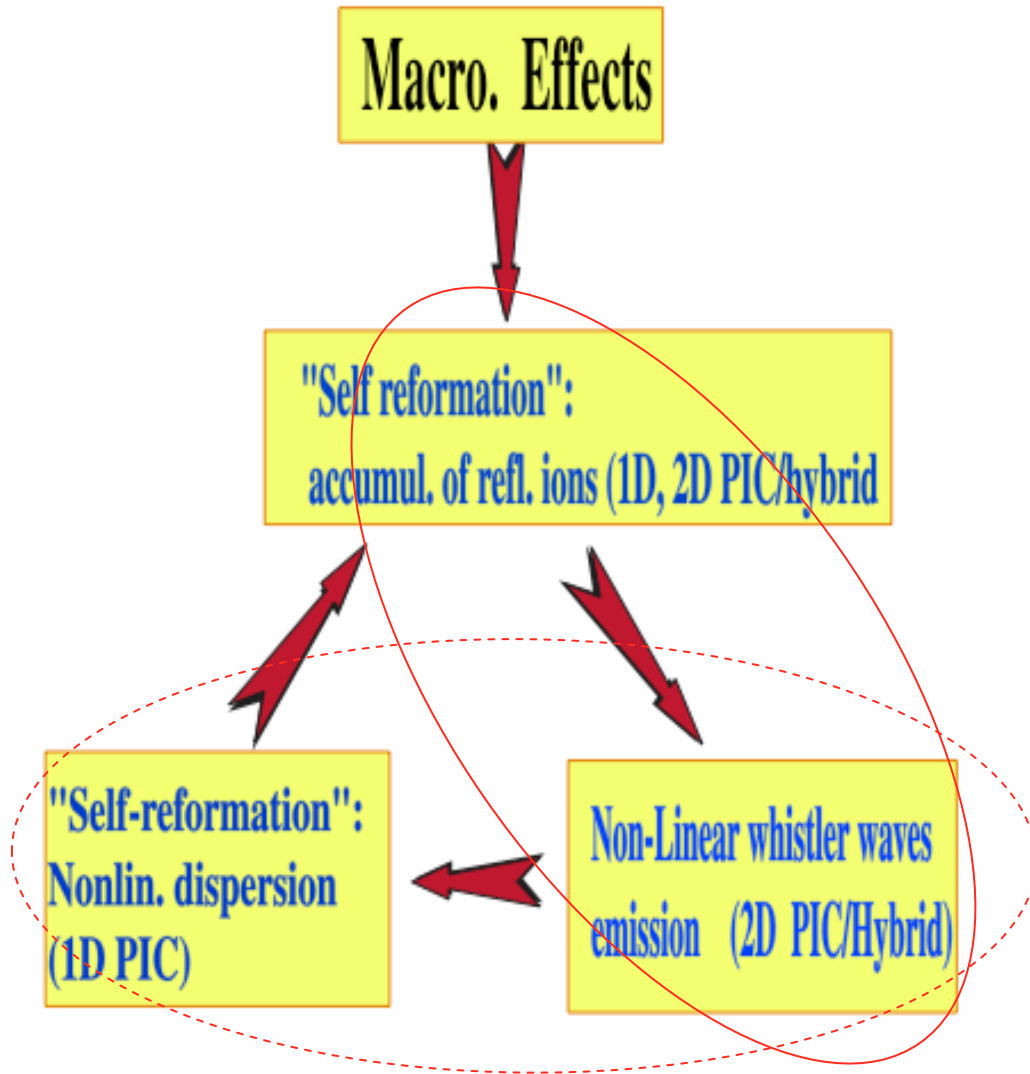 Macro. Effects
"Self reformation":
accumul. of refl. ions (1D, 2D PIC/hybrid
"Self-reformation":
Nonlin. dispersion
(1D PIC)
Non-Linear whistler waves
emission (2D PIC/Hybrid)